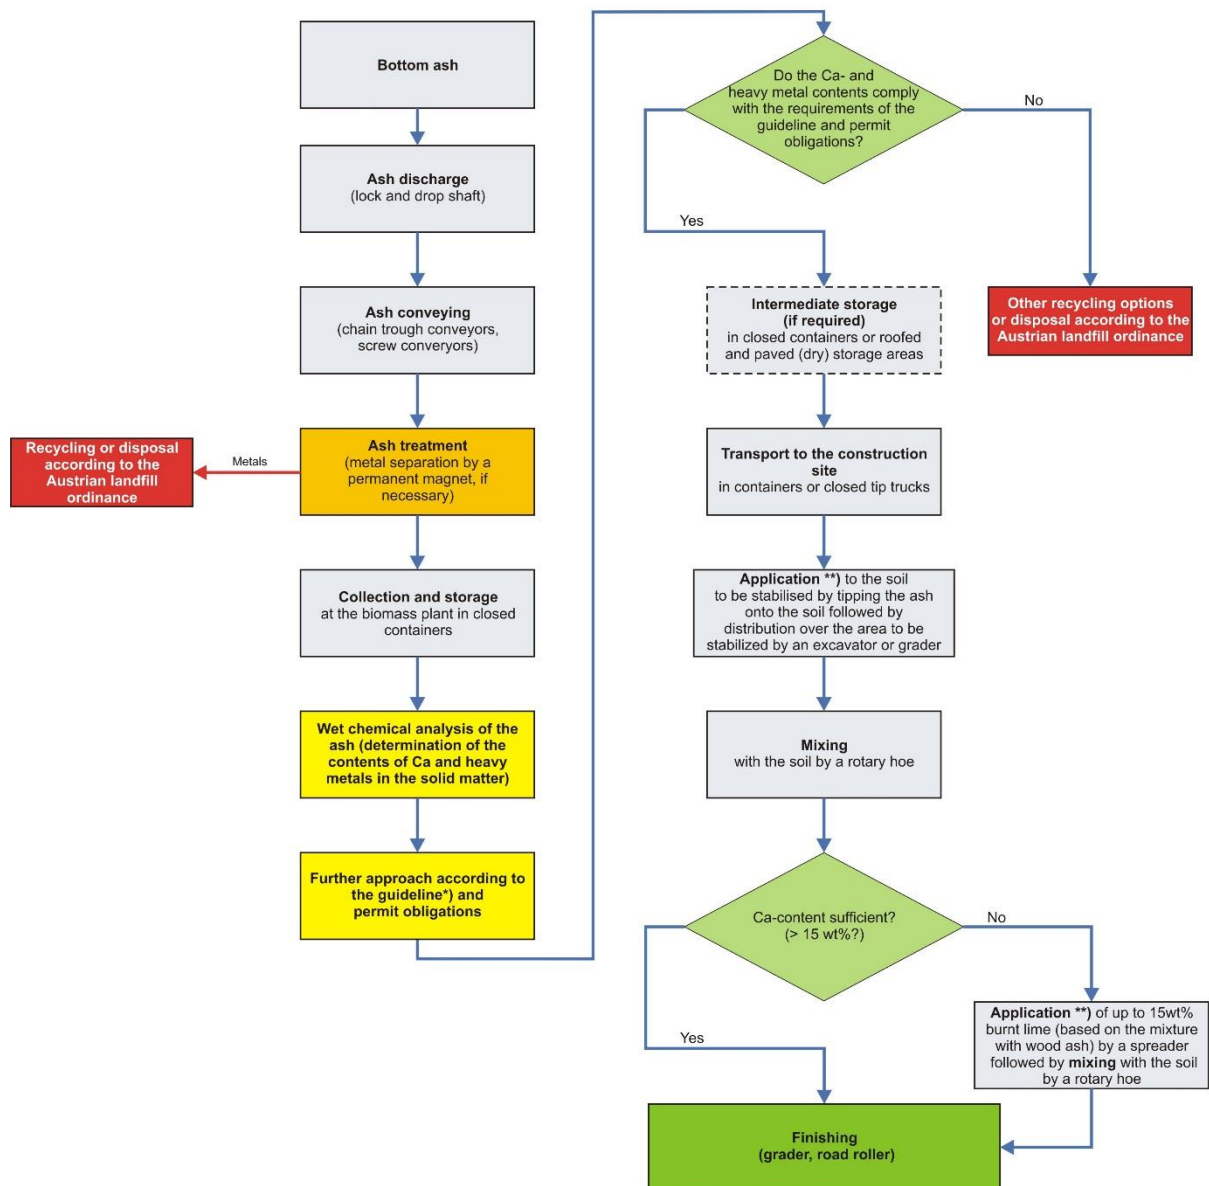 Bottom ash
Ash discharge
(lock and drop shaft)
Ash conveying
(chain trough conveyors,
screw converyors)
Recycling or disposal
according to the
Austrian landfill
ordinance
Metals
Ash treatment
(metal separation by a
permanent magnet, if
necessary)
Collection and storage
at the biomass plant in closed
containers
Wet chemical analysis of the
ash (determination of the
contents of Ca and heavy
metals in the solid matter)
Further approach according to
the guideline*) and
permit obligations
Do the Ca- and
heavy metal contents comply
with the requirements of the
guideline and permit
obligations?
No
Yes
Intermediate storage
(if required)
in closed containers or roofed
and paved (dry) storage areas
Other recycling options
or disposal according to the
Austrian landfill ordinance
Transport to the construction
site
in containers or closed tip trucks
Application **) to the soil
to be stabilised by tipping the ash
onto the soil followed by
distribution over the area to be
stabilized by an excavator or grader
Mixing
with the soil by a rotary hoe
Ca-content sufficient?
(> 15 wt%?)
No
Yes
Application **) of up to 15wt%
burnt lime (based on the mixture
with wood ash) by a spreader
followed by mixing with the soil
by a rotary hoe
Finishing
(grader, road roller)